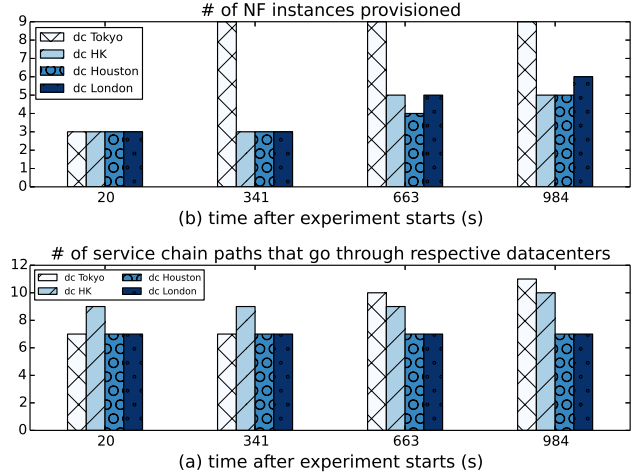 # of NF instances provisioned
9
8
7
6
5
4
3
2
1
0
dc Tokyo
dc HK
dc Houston
dc London
20 341 663 984
(b) time after experiment starts (s)
# of service chain paths that go through respective datacenters
12
10
8
6
4
2
0
dc Tokyo dc Houston
dc HK dc London
20 341 663 984
(a) time after experiment starts (s)